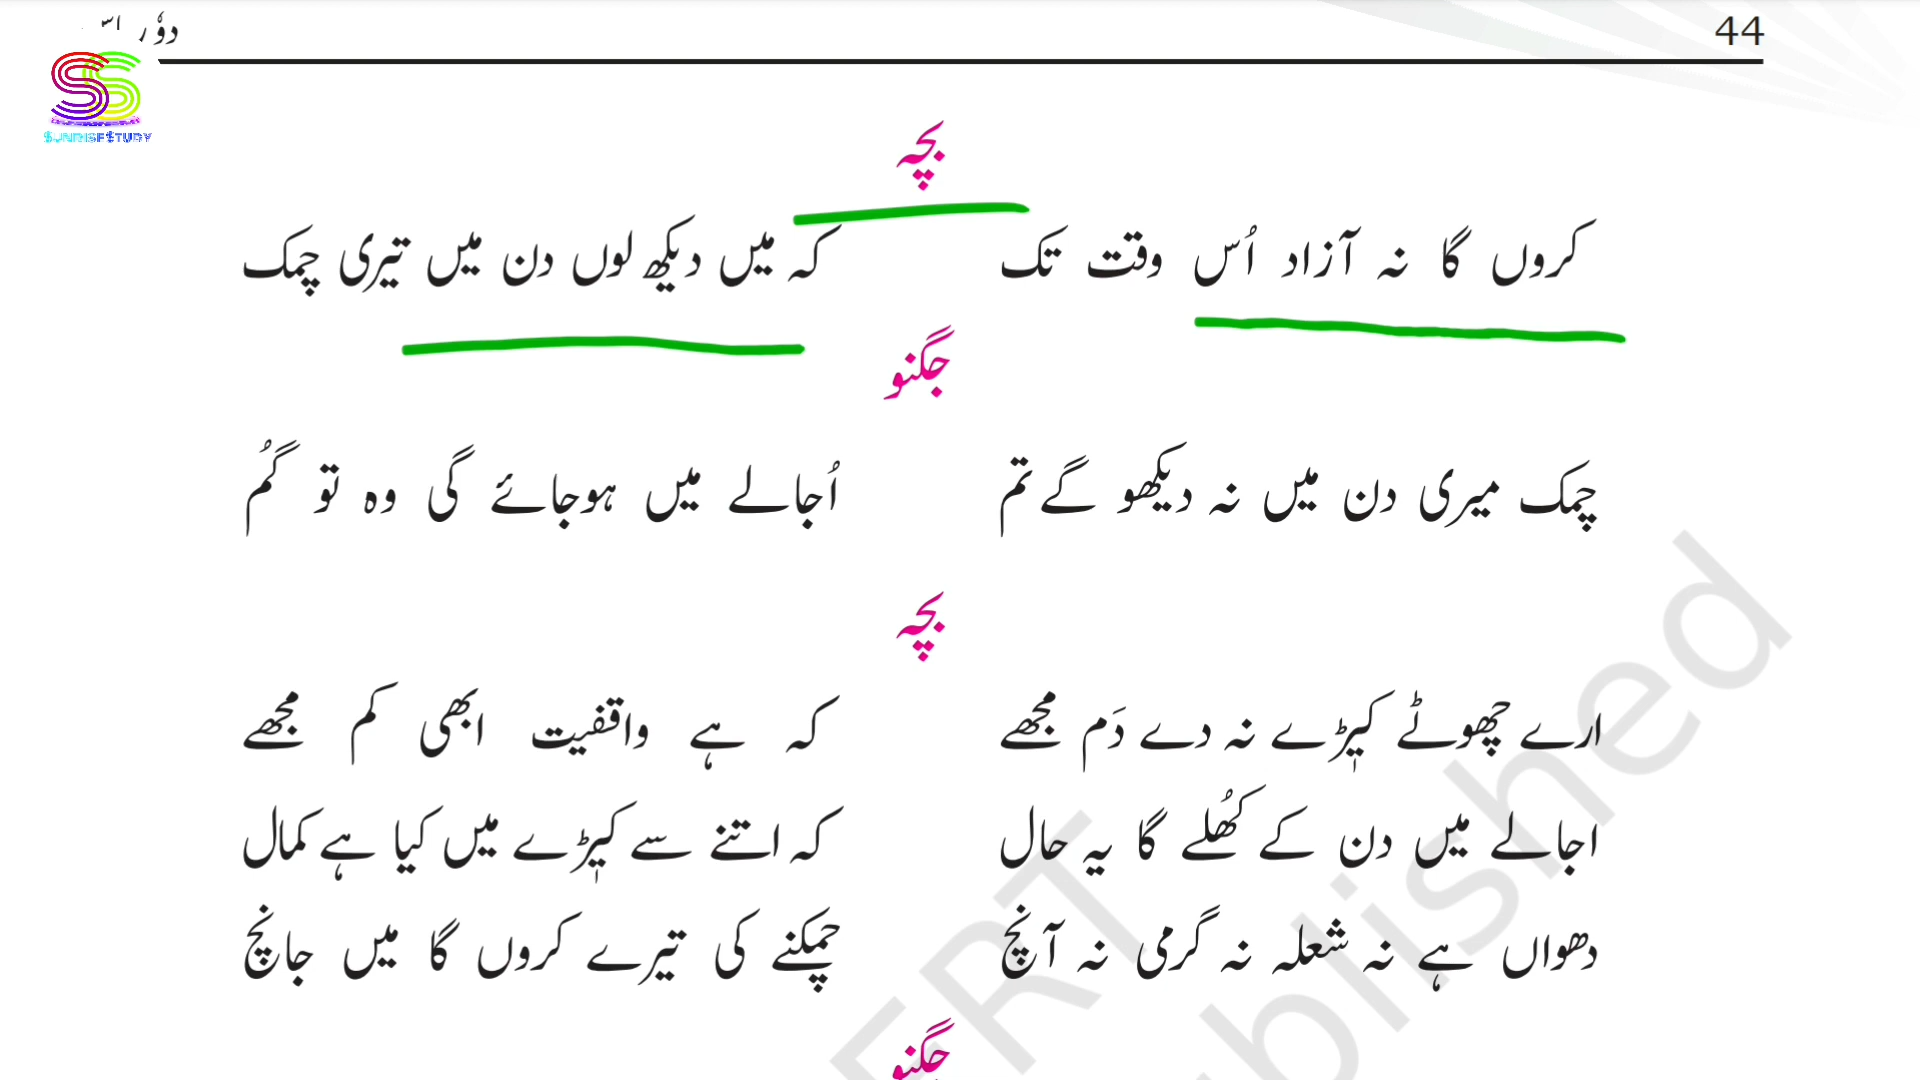 44
SUNRISESTUDY
بچہ
کروں گا نہ آزاد اُس وقت تک کہ میں دیکھ لوں دن میں تیری چمک
جگنو
چمک میری دن میں نہ دیکھو گے تم اُجالے میں ہوجائے گی وہ تو گُم
بچہ
ارے چھوٹے کیڑے نہ دے دَم مجھے کہ ہے واقفیت ابھی کم مجھے
اجالے میں دن کے کُھلے گا یہ حال کہ اتنے سے کیڑے میں کیا ہے کمال
دھواں ہے نہ شعلہ نہ گرمی نہ آنچ چمکنے کی تیرے کروں گا میں جانچ
جگنو